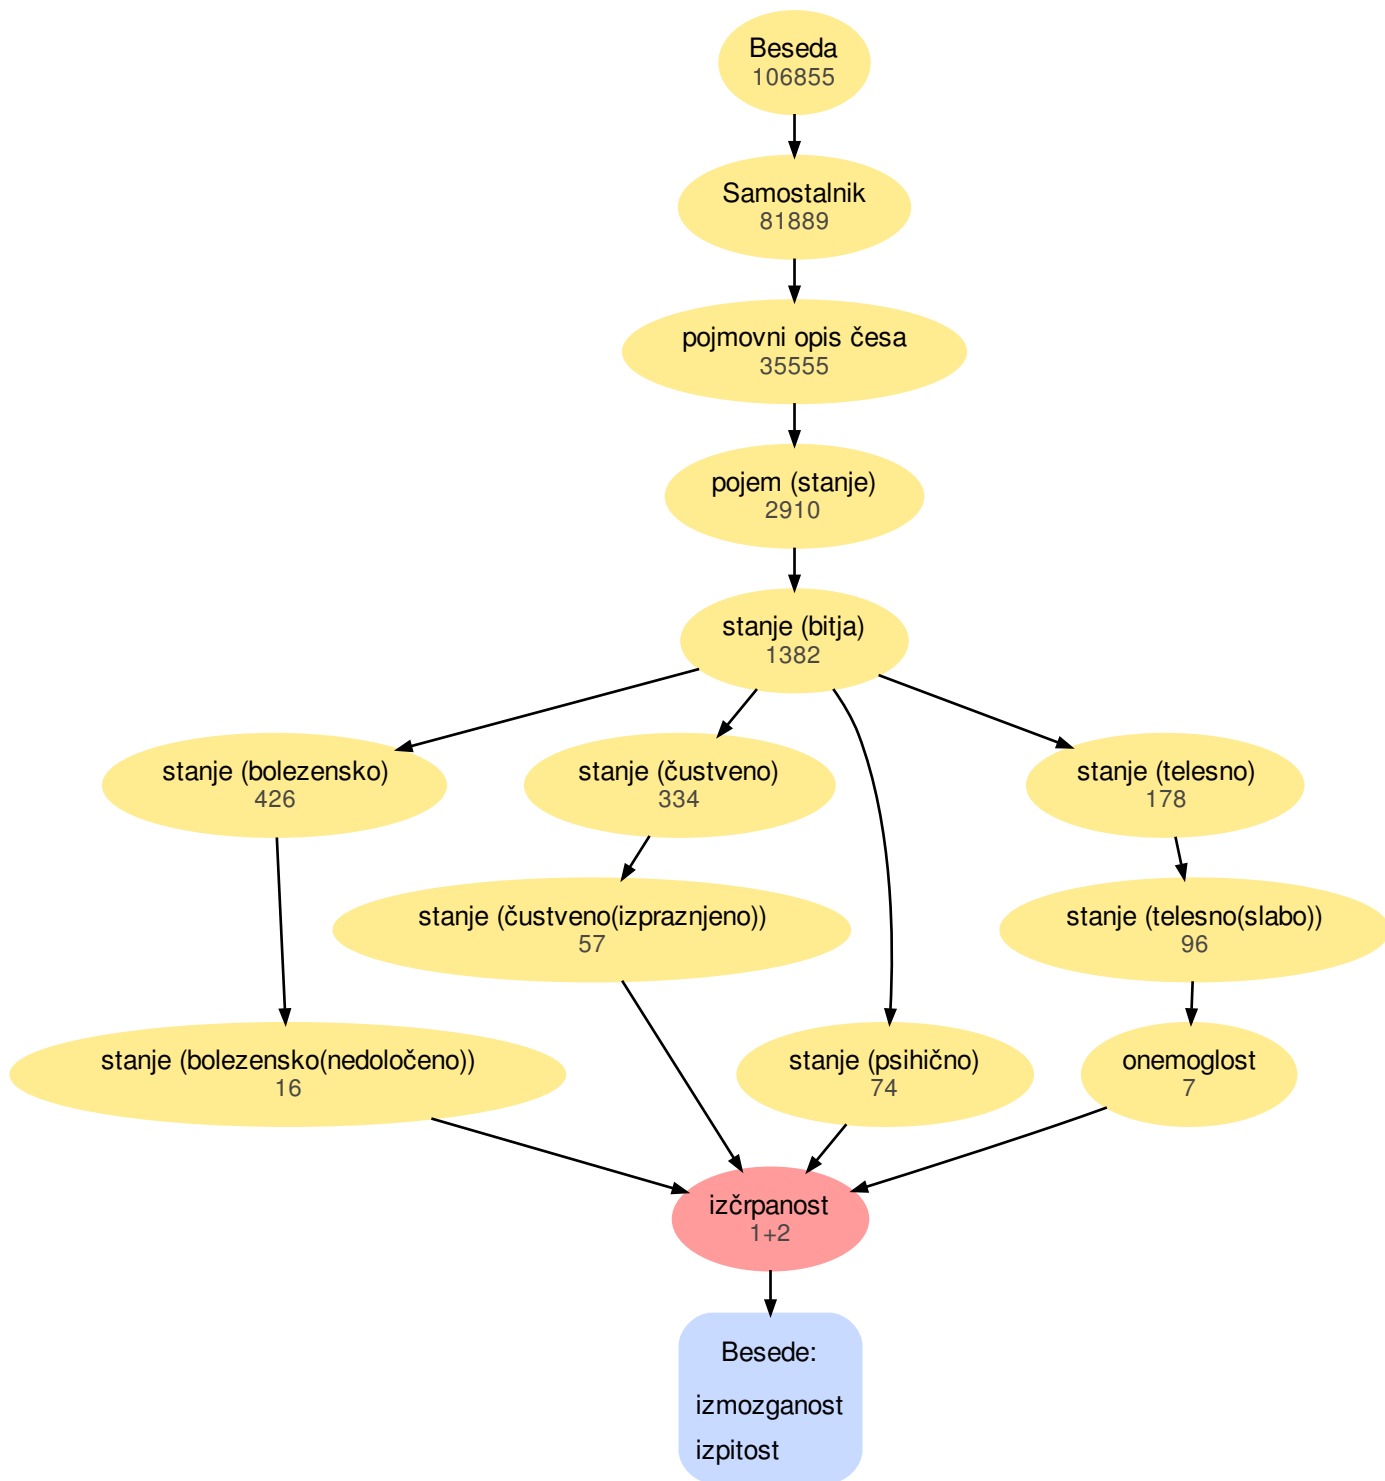 Beseda
106855
Samostalnik
81889
pojmovni opis česa
35555
pojem (stanje)
2910
stanje (bitja)
1382
stanje (bolezensko)
426
stanje (čustveno)
334
stanje (telesno)
178
stanje (čustveno(izpraznjeno))
57
stanje (telesno(slabo))
96
stanje (bolezensko(nedoločeno))
16
stanje (psihično)
74
onemoglost
7
izčrpanost
1+2
Besede:
izmozganost
izpitost